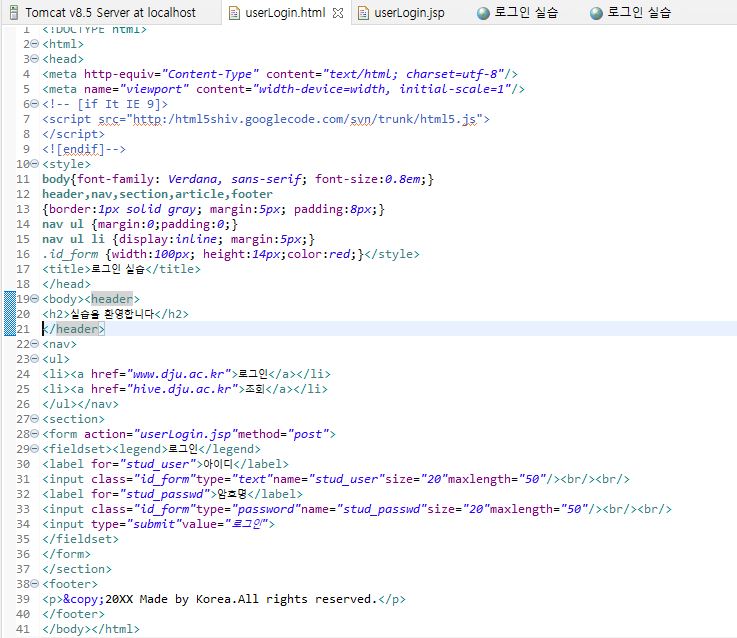 Tomcat v8.5 Server at localhost userLogin.html userLogin.jsp 로그인 실습 로그인 실습
1 <!DOCTYPE html>
2 <html>
3 <head>
4 <meta http-equiv="Content-Type" content="text/html; charset=utf-8"/>
5 <meta name="viewport" content="width-device=width, initial-scale=1"/>
6 <!-- [if It IE 9]>
7 <script src="http:/html5shiv.googlecode.com/svn/trunk/html5.js">
8 </script>
9 <![endif]-->
10 <style>
11 body{font-family: Verdana, sans-serif; font-size:0.8em;}
12 header,nav,section,article,footer
13 {border:1px solid gray; margin:5px; padding:8px;}
14 nav ul {margin:0;padding:0;}
15 nav ul li {display:inline; margin:5px;}
16 .id_form {width:100px; height:14px;color:red;}</style>
17 <title>로그인 실습</title>
18 </head>
19 <body><header>
20 <h2>실습을 환영합니다</h2>
21 </header>
22 <nav>
23 <ul>
24 <li><a href="www.dju.ac.kr">로그인</a></li>
25 <li><a href="hive.dju.ac.kr">조회</a></li>
26 </ul></nav>
27 <section>
28 <form action="userLogin.jsp"method="post">
29 <fieldset><legend>로그인</legend>
30 <label for="stud_user">아이디</label>
31 <input class="id_form"type="text"name="stud_user"size="20"maxlength="50"/><br/><br/>
32 <label for="stud_passwd">암호명</label>
33 <input class="id_form"type="password"name="stud_passwd"size="20"maxlength="50"/><br/><br/>
34 <input type="submit"value="로그인">
35 </fieldset>
36 </form>
37 </section>
38 <footer>
39 <p>&copy;20XX Made by Korea.All rights reserved.</p>
40 </footer>
41 </body></html>